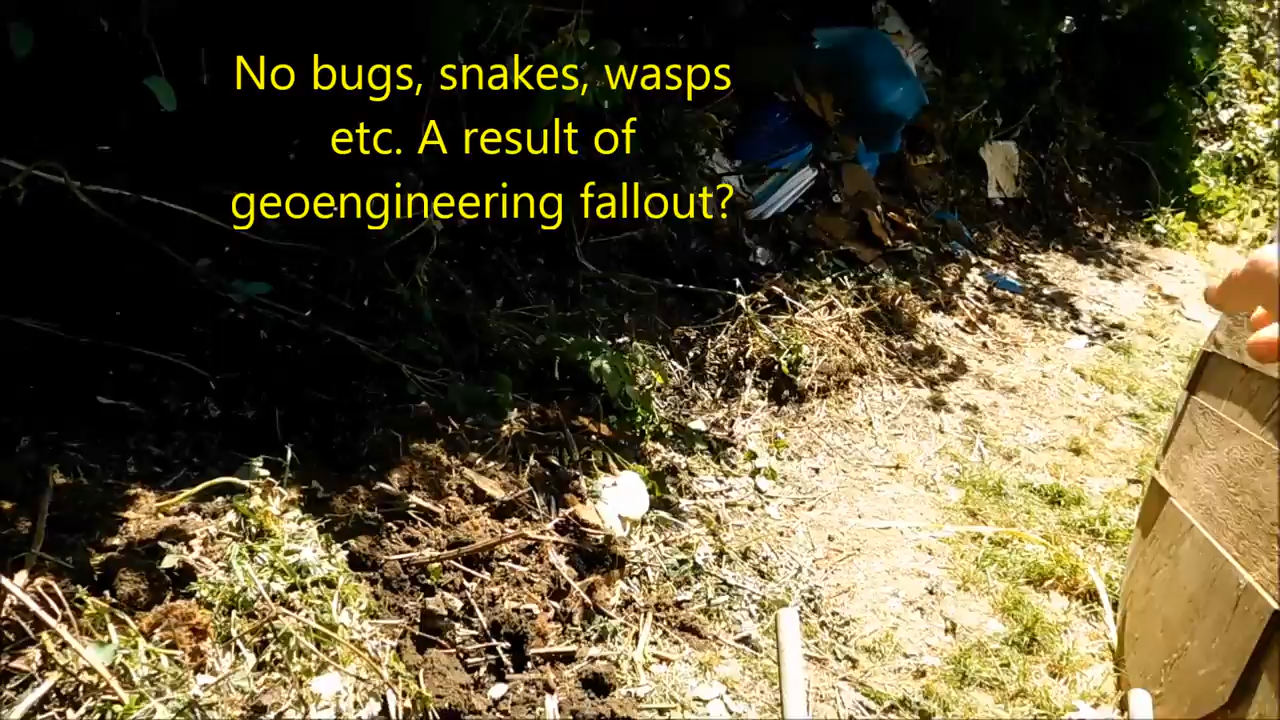 No bugs, snakes, wasps
etc. A result of
geoengineering fallout?